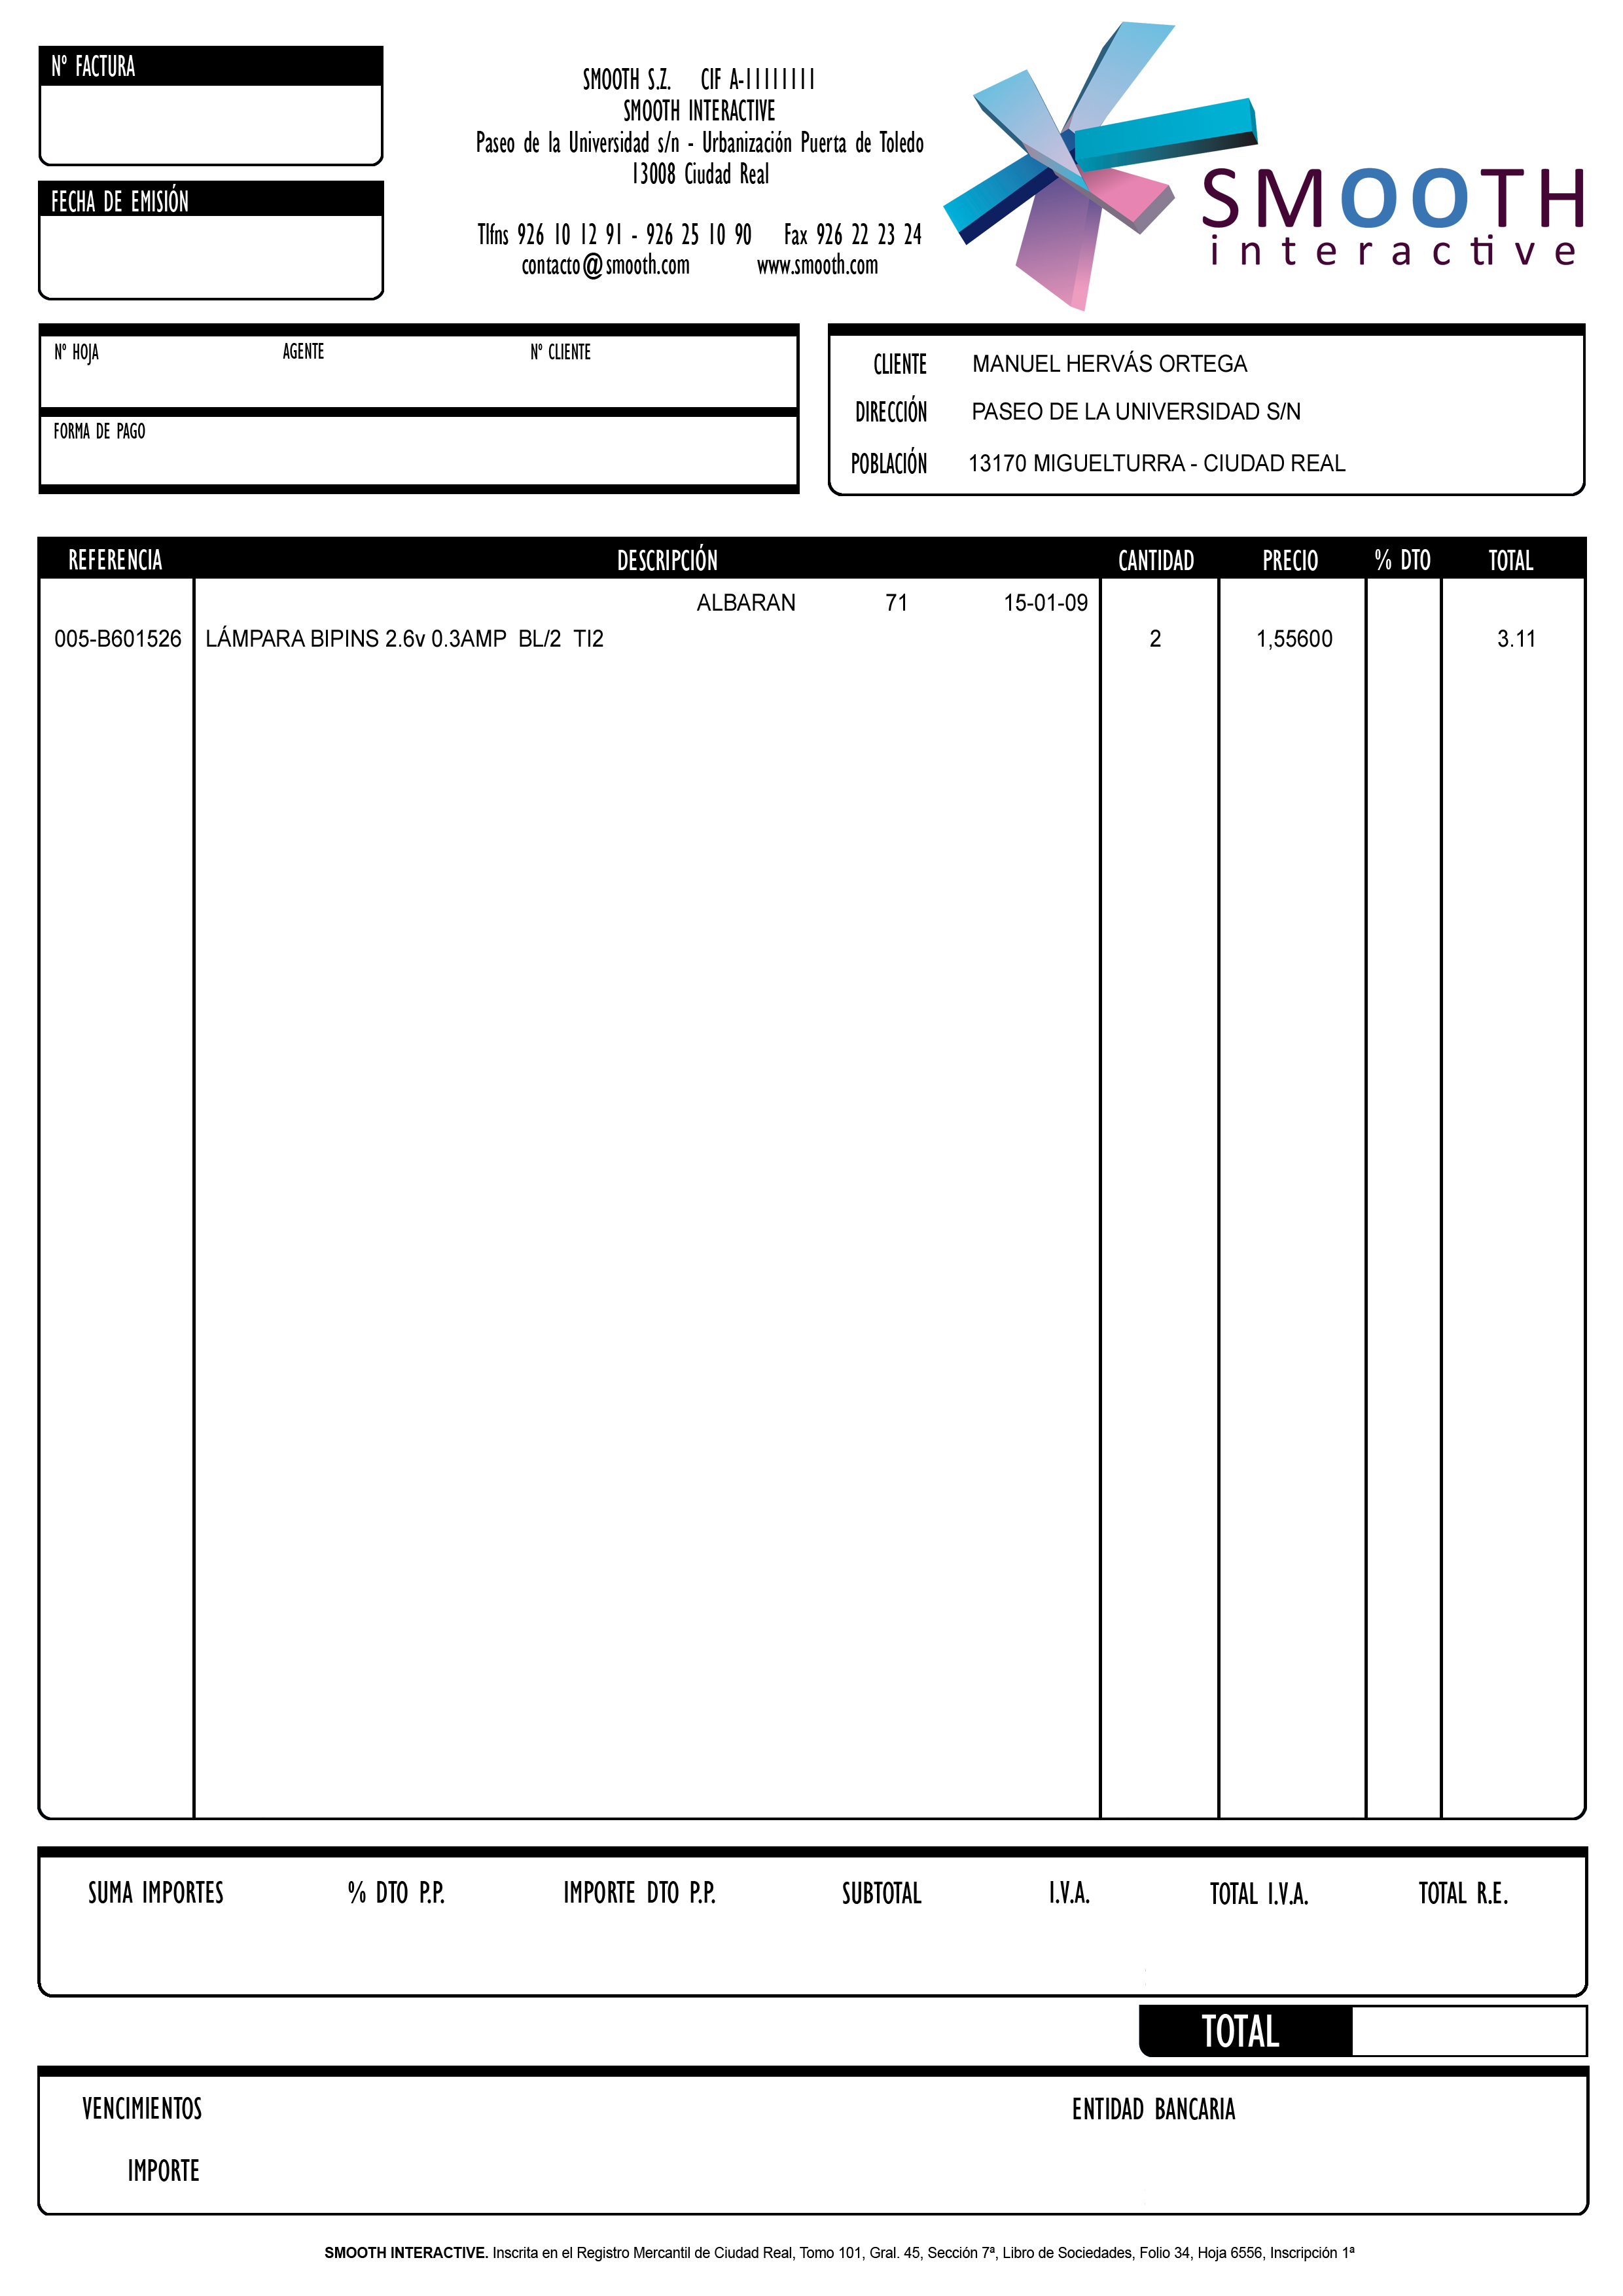 Nº FACTURA
FECHA DE EMISIÓN
SMOOTH S.Z. CIF A-11111111
SMOOTH INTERACTIVE
Paseo de la Universidad s/n - Urbanización Puerta de Toledo
13008 Ciudad Real
Tlfns 926 10 12 91 - 926 25 10 90 Fax 926 22 23 24
contacto@smooth.com www.smooth.com
SMOOTH
interactive
Nº HOJA AGENTE Nº CLIENTE
FORMA DE PAGO
CLIENTE MANUEL HERVÁS ORTEGA
DIRECCIÓN PASEO DE LA UNIVERSIDAD S/N
POBLACIÓN 13170 MIGUELTURRA - CIUDAD REAL
REFERENCIA DESCRIPCIÓN CANTIDAD PRECIO % DTO TOTAL
ALBARAN 71 15-01-09
005-B601526 LÁMPARA BIPINS 2.6v 0.3AMP BL/2 TI2 2 1,55600 3.11
SUMA IMPORTES % DTO P.P. IMPORTE DTO P.P. SUBTOTAL I.V.A. TOTAL I.V.A. TOTAL R.E.
TOTAL
VENCIMIENTOS ENTIDAD BANCARIA
IMPORTE
SMOOTH INTERACTIVE. Inscrita en el Registro Mercantil de Ciudad Real, Tomo 101, Gral. 45, Sección 7ª, Libro de Sociedades, Folio 34, Hoja 6556, Inscripción 1ª